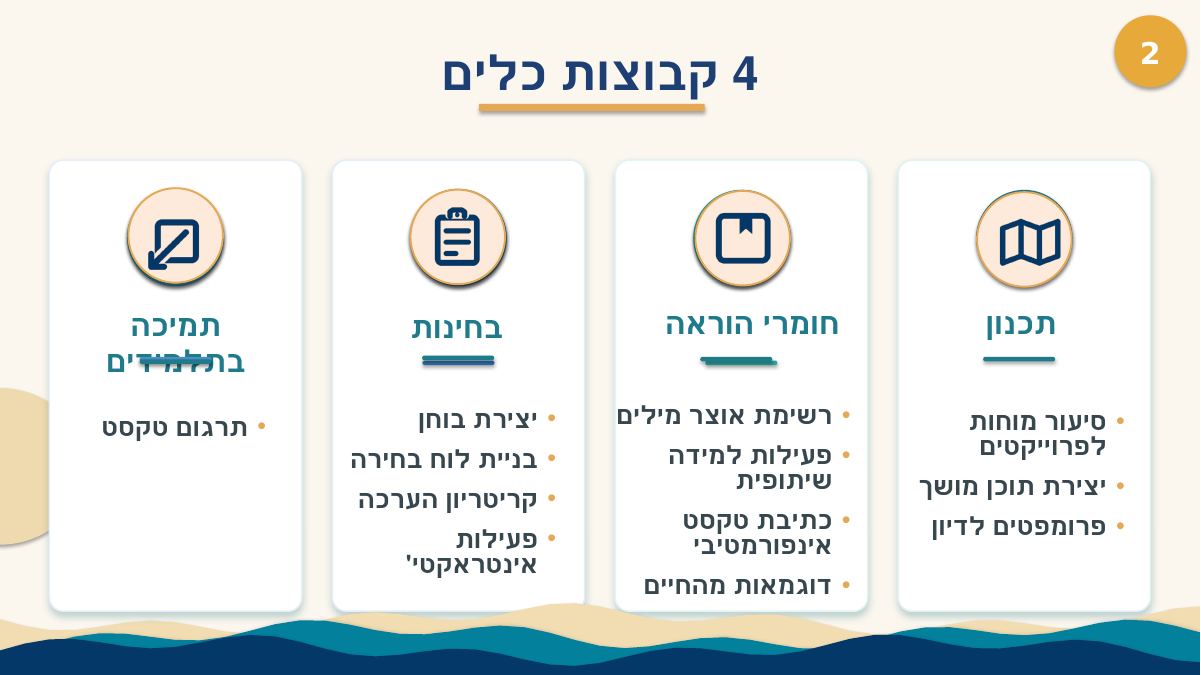 2
4 קבוצות כלים
תכנון
סיעור מוחות
לפרוייקטים
יצירת תוכן מושך
פרומפטים לדיון
חומרי הוראה
רשימת אוצר מילים
פעילות למידה
שיתופית
כתיבת טקסט
אינפורמטיבי
דוגמאות מהחיים
בחינות
יצירת בוחן
בניית לוח בחירה
קריטריון הערכה
פעילות
אינטראקטי'
תמיכה
בתלמידים
תרגום טקסט